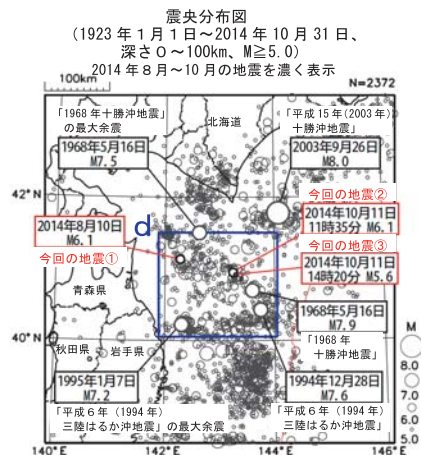 震央分布図
(1923年1月1日~2014年10月31日、
深さ0~100km、M≧5.0)
2014年8月~10月の地震を濃く表示
100km
N=2372
「1968年十勝沖地震」
の最大余震
1968年5月16日
M7.5
北海道
「平成15年(2003年)
十勝沖地震」
2003年9月26日
M8.0
42°N
今回の地震②
2014年10月11日
11時35分 M6.1
2014年8月10日
M6.1
d
今回の地震①
今回の地震③
2014年10月11日
14時20分 M5.6
青森県
1968年5月16日
M7.9
40°N
秋田県
岩手県
「1968年
十勝沖地震」
M
8.0
7.0
6.0
5.0
1995年1月7日
M7.2
1994年12月28日
M7.6
「平成6年(1994年)
三陸はるか沖地震」の最大余震
「平成6年(1994年)
三陸はるか沖地震」
140°E
142°E
144°E
146°E